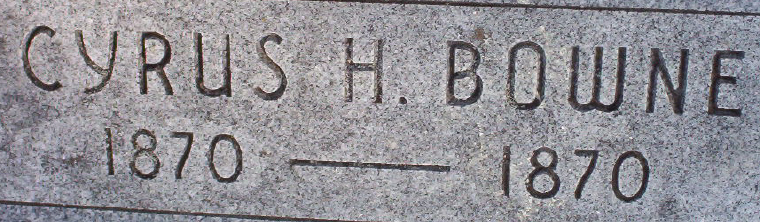 CYRUS H. BOWNE
1870 — 1870